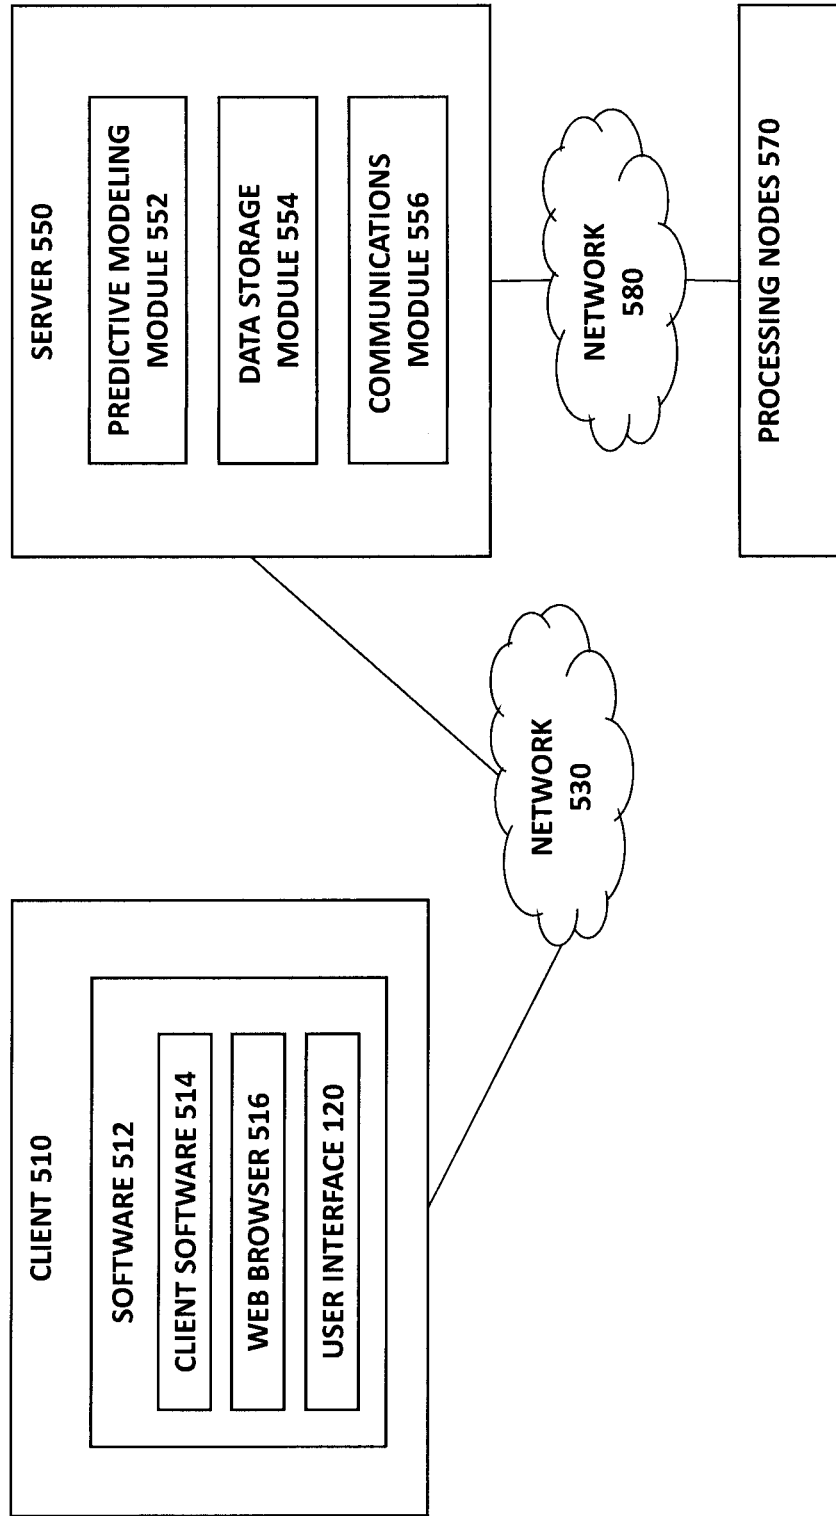 CLIENT 510
SOFTWARE 512
CLIENT SOFTWARE 514
WEB BROWSER 516
USER INTERFACE 120
NETWORK
530
SERVER 550
PREDICTIVE MODELING
MODULE 552
DATA STORAGE
MODULE 554
COMMUNICATIONS
MODULE 556
NETWORK
580
PROCESSING NODES 570